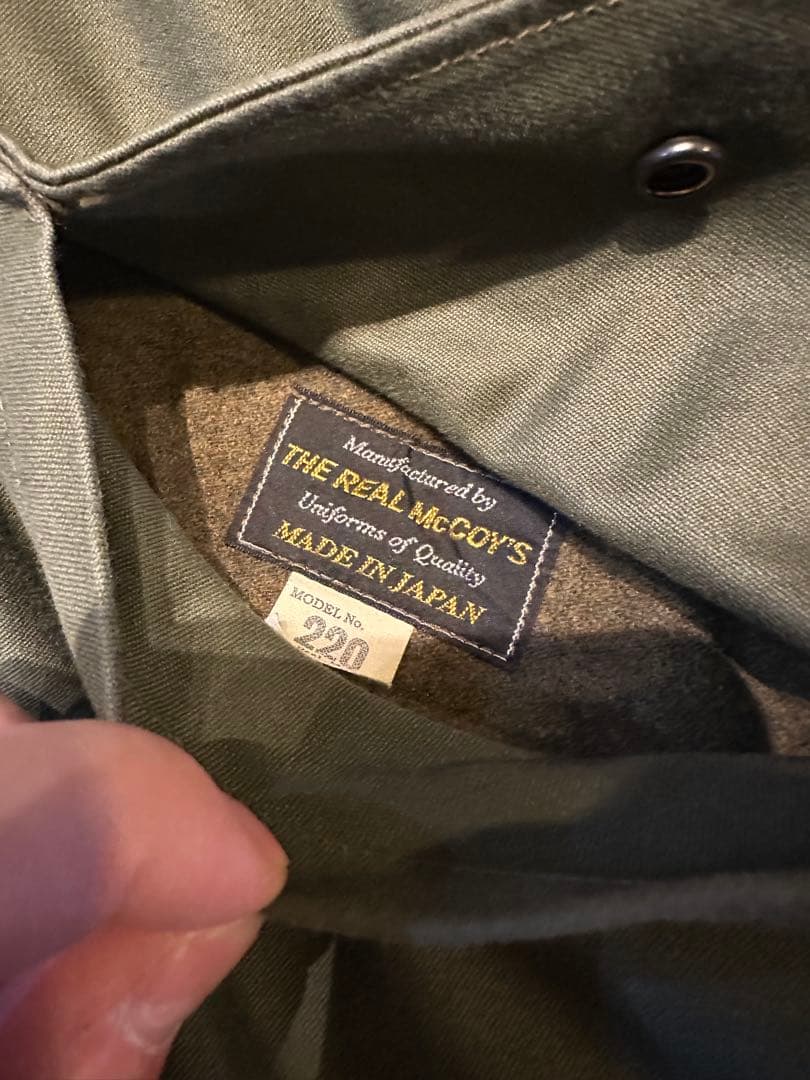 Manufactured by
THE REAL McCOY'S
Uniforms of Quality
MADE IN JAPAN
MODEL No.
220